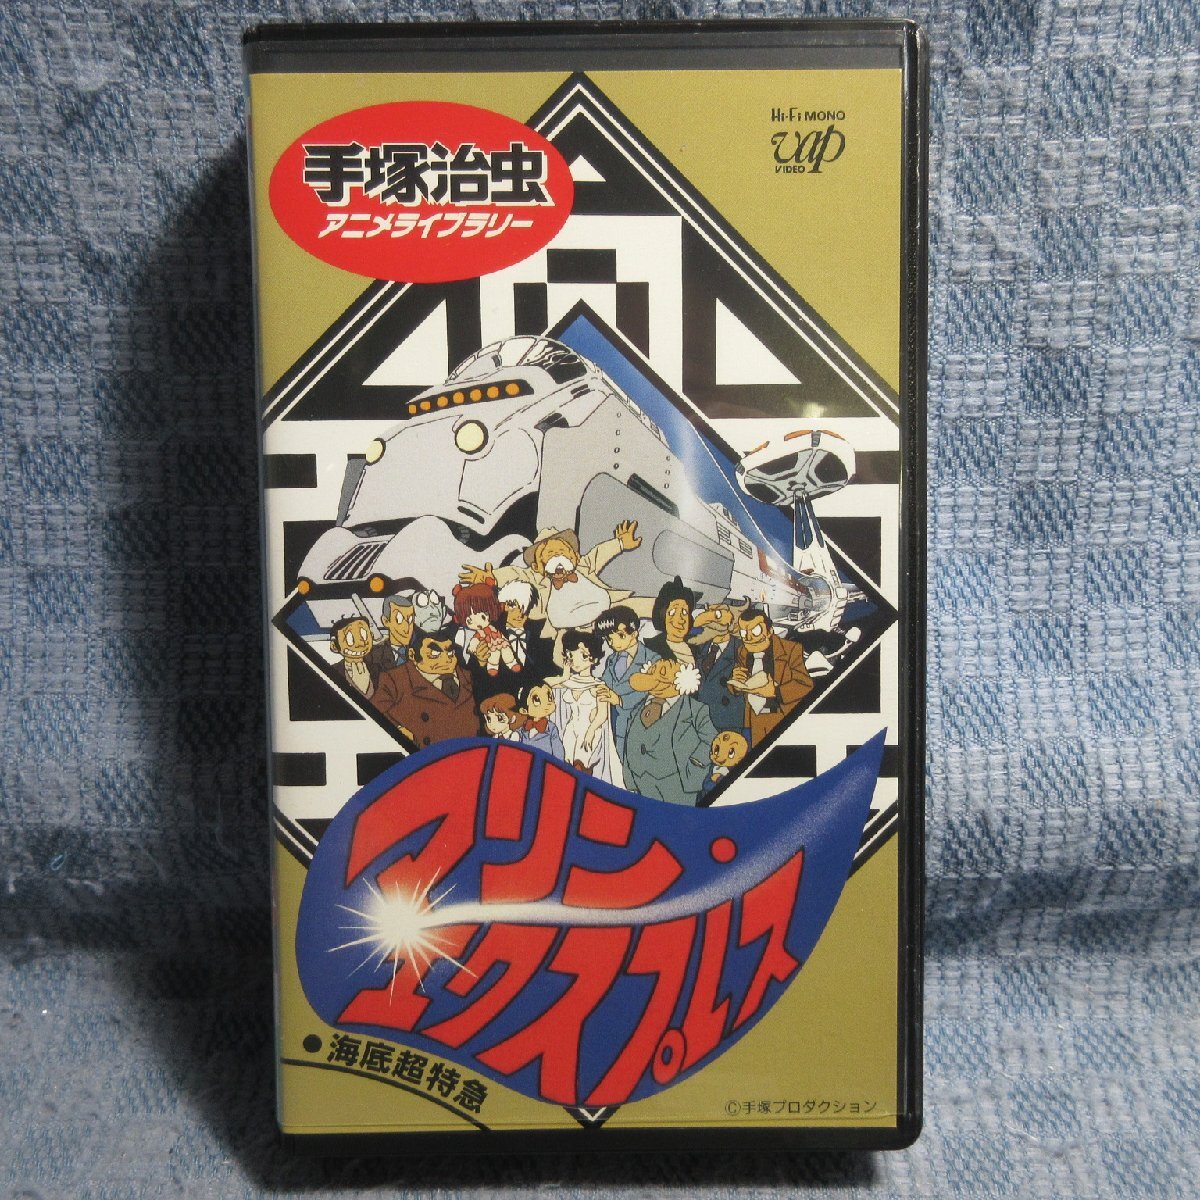 手塚治虫
アニメライブラリー
Hi-Fi MONO
vap
VIDEO
マリン・
エクスプレス
●海底超特急
©手塚プロダクション